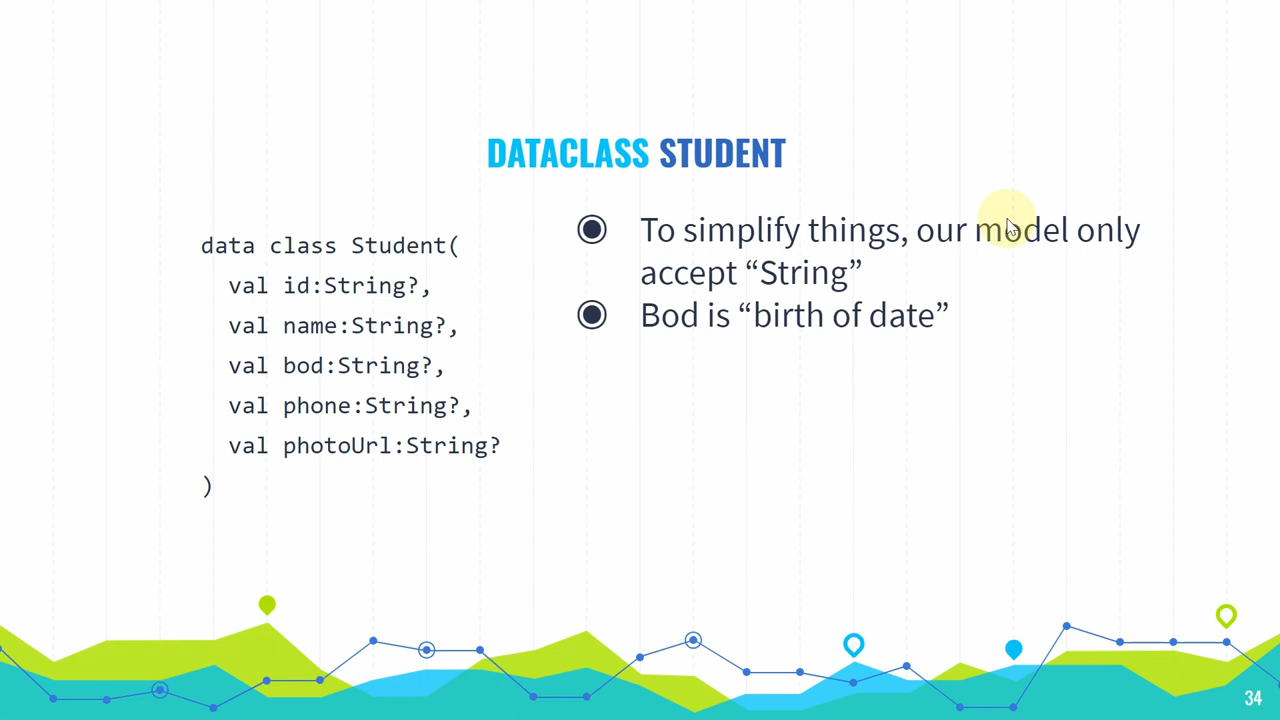 DATACLASS STUDENT
data class Student(
val id:String?,
val name:String?,
val bod:String?,
val phone:String?,
val photoUrl:String?
)
To simplify things, our model only
accept “String”
Bod is “birth of date”
34